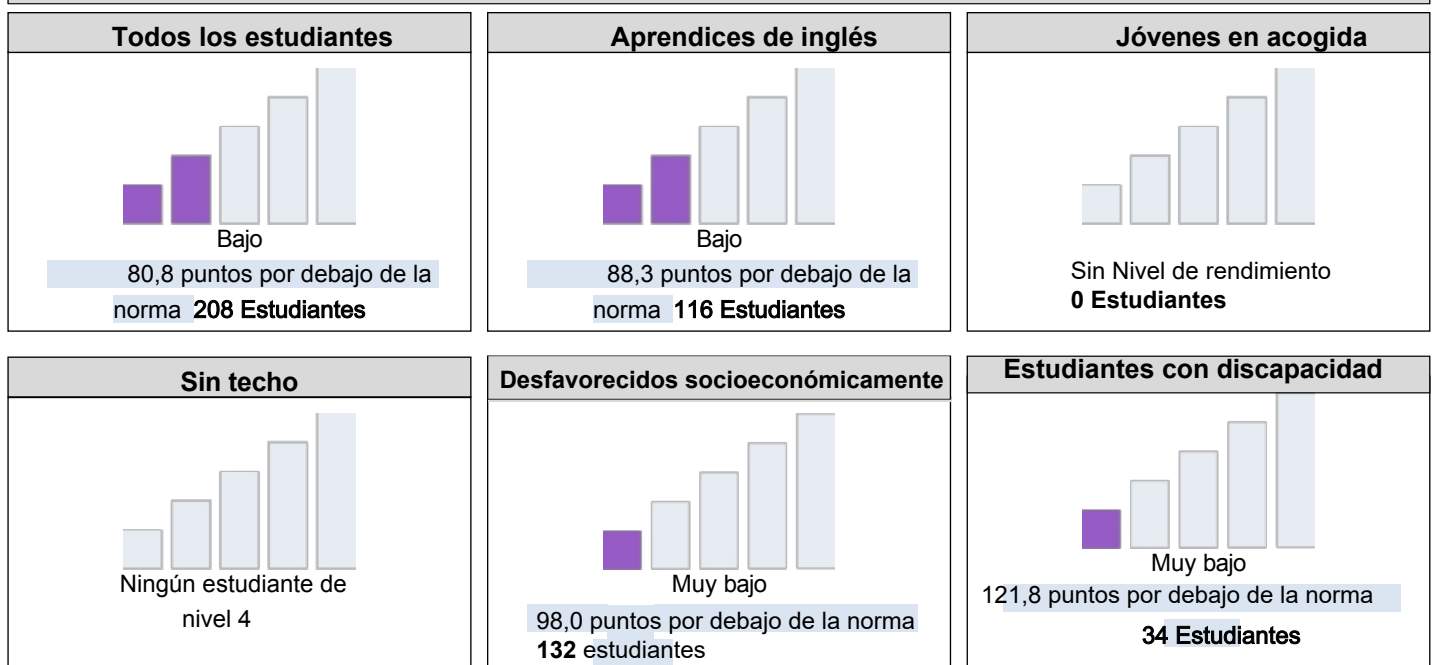 Todos los estudiantes
Bajo
80,8 puntos por debajo de la
norma 208 Estudiantes
Aprendices de inglés
Bajo
88,3 puntos por debajo de la
norma 116 Estudiantes
Jóvenes en acogida
Sin Nivel de rendimiento
0 Estudiantes
Sin techo
Ningún estudiante de
nivel 4
Desfavorecidos socioeconómicamente
Muy bajo
98,0 puntos por debajo de la norma
132 estudiantes
Estudiantes con discapacidad
Muy bajo
121,8 puntos por debajo de la norma
34 Estudiantes